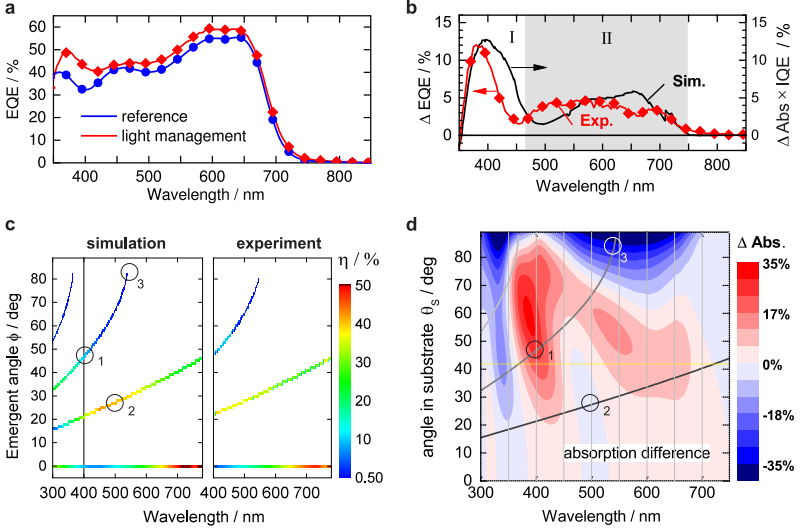 a
60
50
40
30
20
10
0
EQE / %
reference
light management
400 500 600 700 800
Wavelength / nm
b
15
10
5
0
Δ EQE / %
I II
Sim.
Exp.
15
10
5
0
Δ Abs × IQE / %
400 500 600 700 800
Wavelength / nm
c
simulation experiment
80
70
60
50
40
30
20
10
0
Emergent angle ϕ / deg
3
1
2
300 400 500 600 700
400 500 600 700
Wavelength / nm
η / %
50
40
30
20
10
0.50
d
80
70
60
50
40
30
20
10
0
angle in substrate θs / deg
3
1
2
absorption difference
300 400 500 600 700
Wavelength / nm
Δ Abs.
35%
17%
0%
-18%
-35%